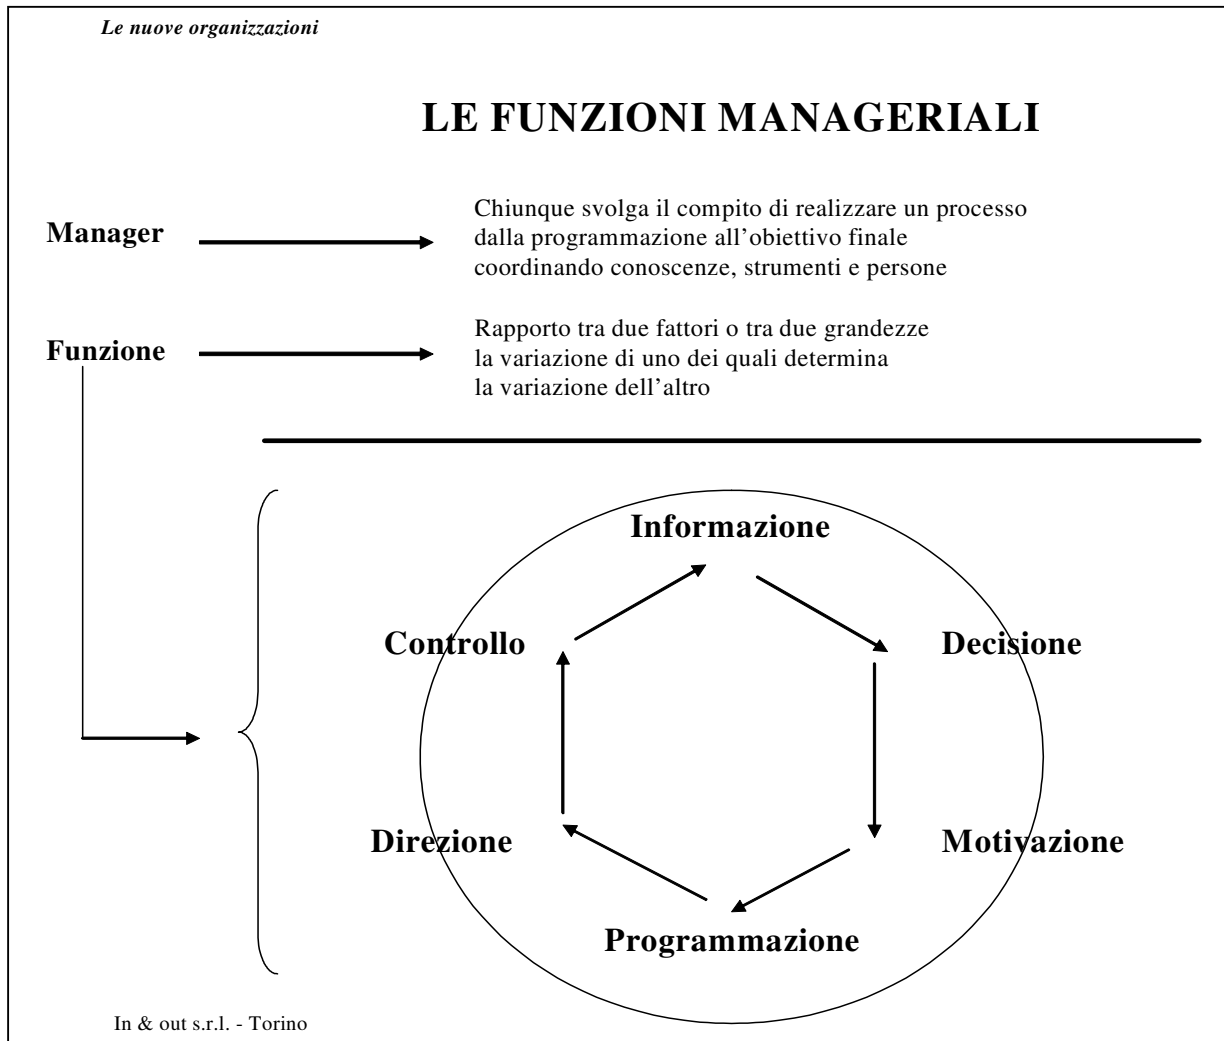 Le nuove organizzazioni
LE FUNZIONI MANAGERIALI
Manager
Chiunque svolga il compito di realizzare un processo
dalla programmazione all’obiettivo finale
coordinando conoscenze, strumenti e persone
Funzione
Rapporto tra due fattori o tra due grandezze
la variazione di uno dei quali determina
la variazione dell’altro
Informazione
Controllo
Decisione
Direzione
Motivazione
Programmazione
In & out s.r.l. - Torino